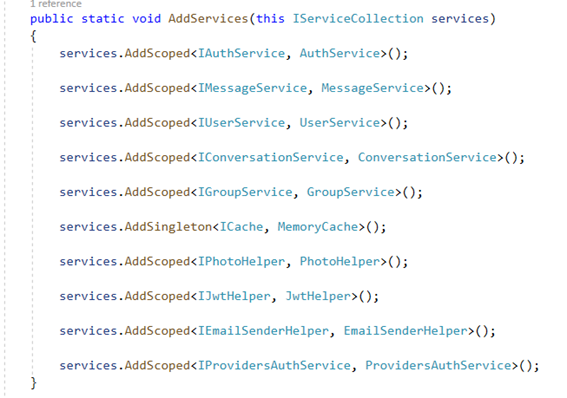 1 reference
public static void AddServices(this IServiceCollection services)
{
services.AddScoped<IAuthService, AuthService>();
services.AddScoped<IMessageService, MessageService>();
services.AddScoped<IUserService, UserService>();
services.AddScoped<IConversationService, ConversationService>();
services.AddScoped<IGroupService, GroupService>();
services.AddSingleton<ICache, MemoryCache>();
services.AddScoped<IPhotoHelper, PhotoHelper>();
services.AddScoped<IJwtHelper, JwtHelper>();
services.AddScoped<IEmailSenderHelper, EmailSenderHelper>();
services.AddScoped<IProvidersAuthService, ProvidersAuthService>();
}